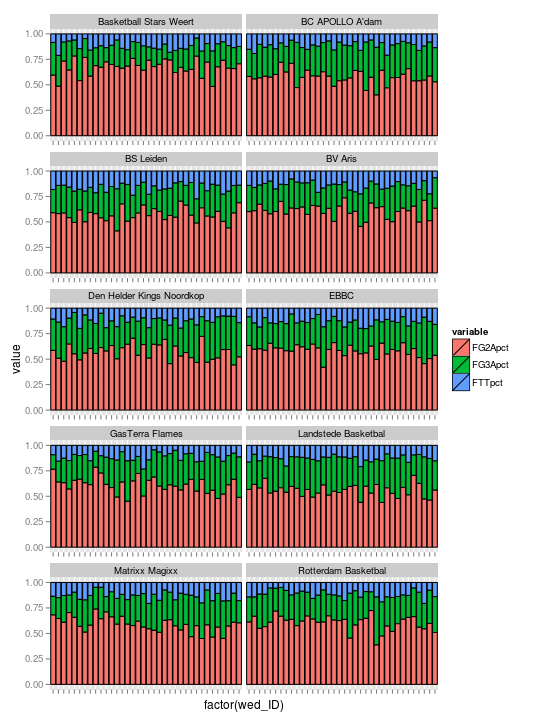 Basketball Stars Weert
BC APOLLO A'dam
1.00
0.75
0.50
0.25
0.00
BS Leiden
BV Aris
1.00
0.75
0.50
0.25
0.00
Den Helder Kings Noordkop
EBBC
1.00
0.75
0.50
0.25
0.00
GasTerra Flames
Landstede Basketbal
1.00
0.75
0.50
0.25
0.00
Matrixx Magixx
Rotterdam Basketbal
1.00
0.75
0.50
0.25
0.00
value
factor(wed_ID)
variable
FG2Apct
FG3Apct
FTTpct